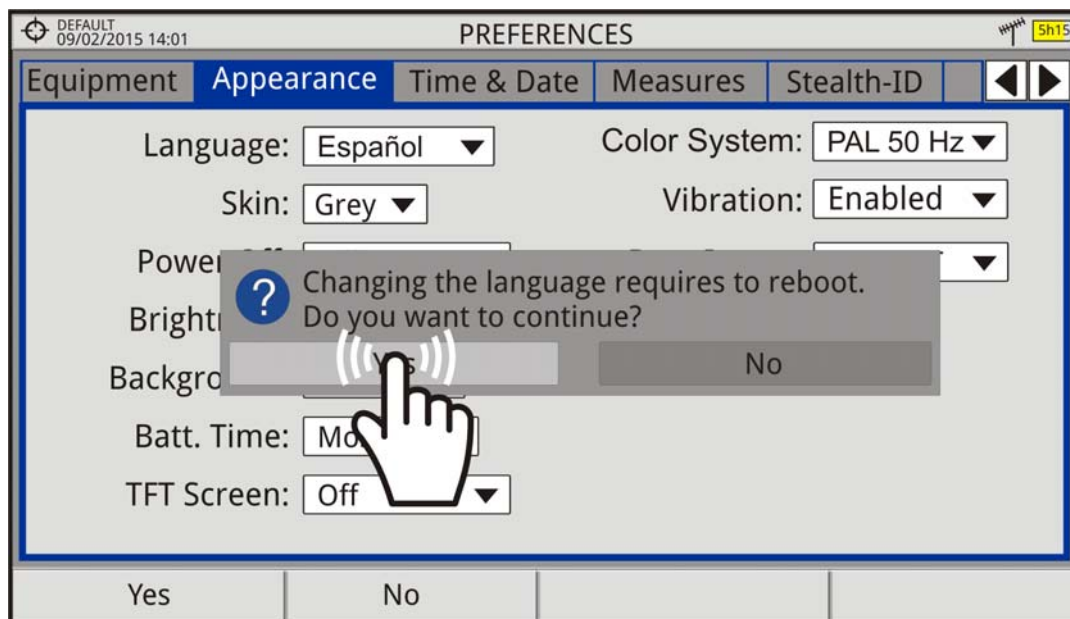 DEFAULT
09/02/2015 14:01
PREFERENCES
5h15
Equipment Appearance Time & Date Measures Stealth-ID
Language: Español
Color System: PAL 50 Hz
Skin: Grey
Vibration: Enabled
Changing the language requires to reboot.
Do you want to continue?
Yes No
Batt. Time:
TFT Screen: Off
Yes No